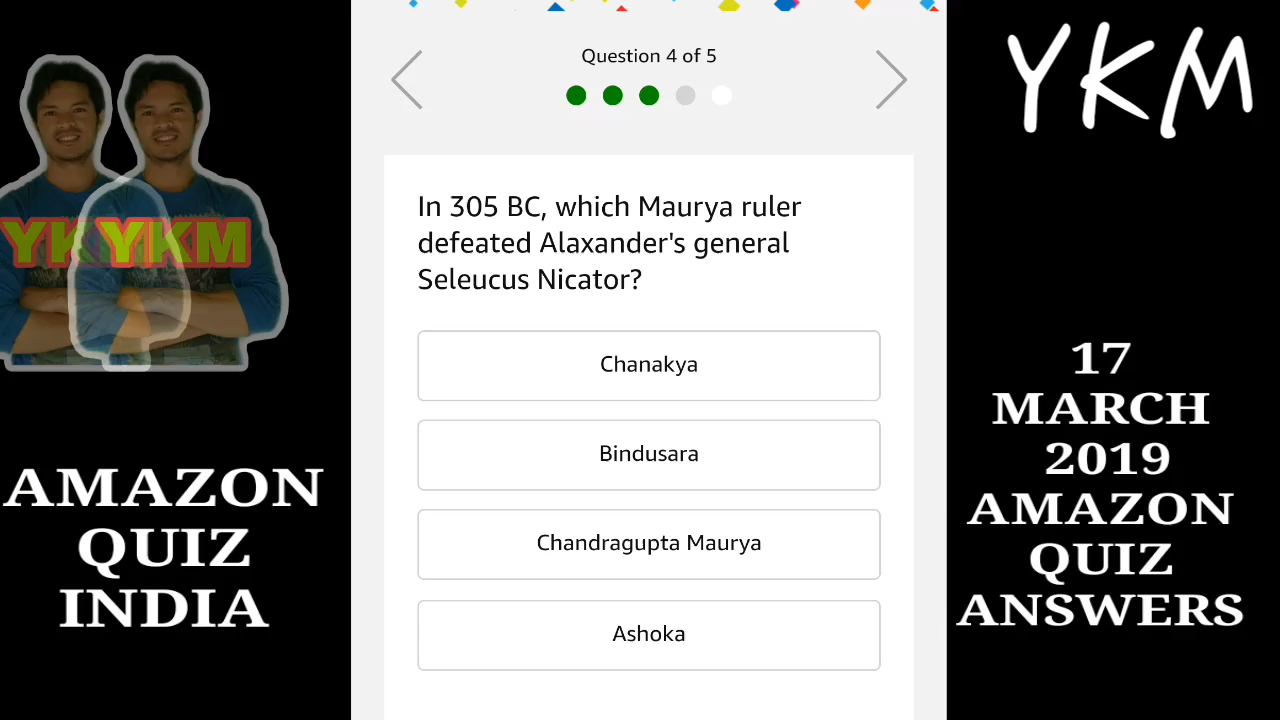 Question 4 of 5
YKM
In 305 BC, which Maurya ruler
defeated Alaxander's general
Seleucus Nicator?
Chanakya
Bindusara
Chandragupta Maurya
Ashoka
YK
YKM
AMAZON
QUIZ
INDIA
17
MARCH
2019
AMAZON
QUIZ
ANSWERS